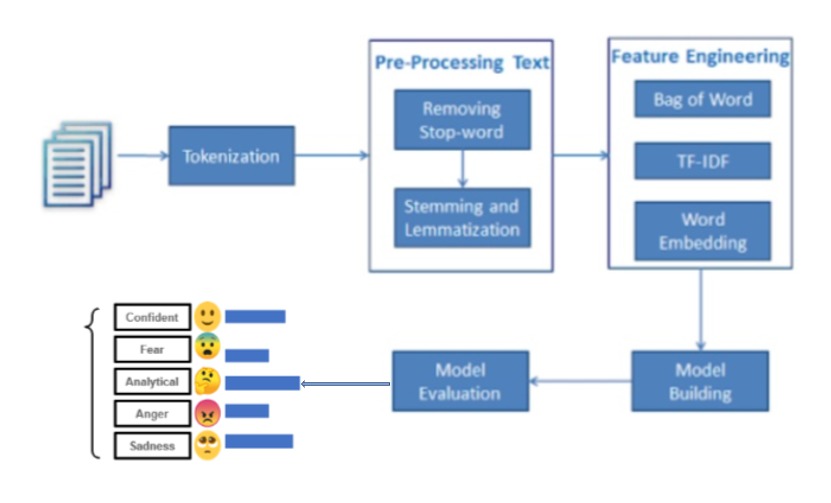 Pre-Processing Text
Feature Engineering
Removing
Stop-word
Bag of Word
Tokenization
TF-IDF
Stemming and
Lemmatization
Word
Embedding
Confident
Fear
Analytical
Anger
Sadness
Model
Evaluation
Model
Building